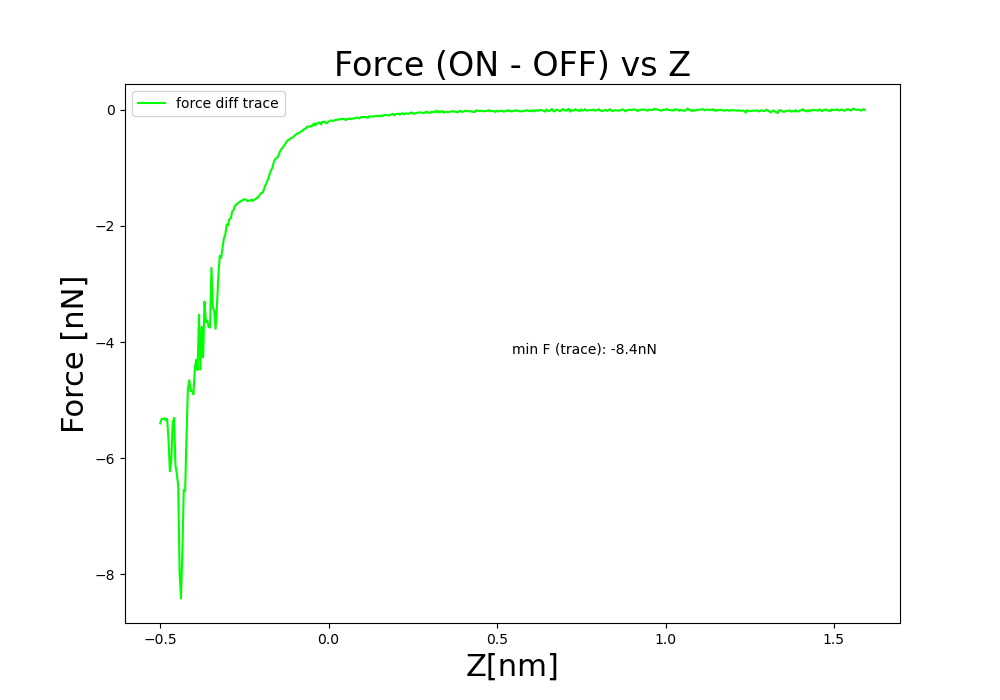 Force (ON - OFF) vs Z
force diff trace
Force [nN]
0
−2
−4
−6
−8
min F (trace): -8.4nN
−0.5
0.0
0.5
1.0
1.5
Z[nm]